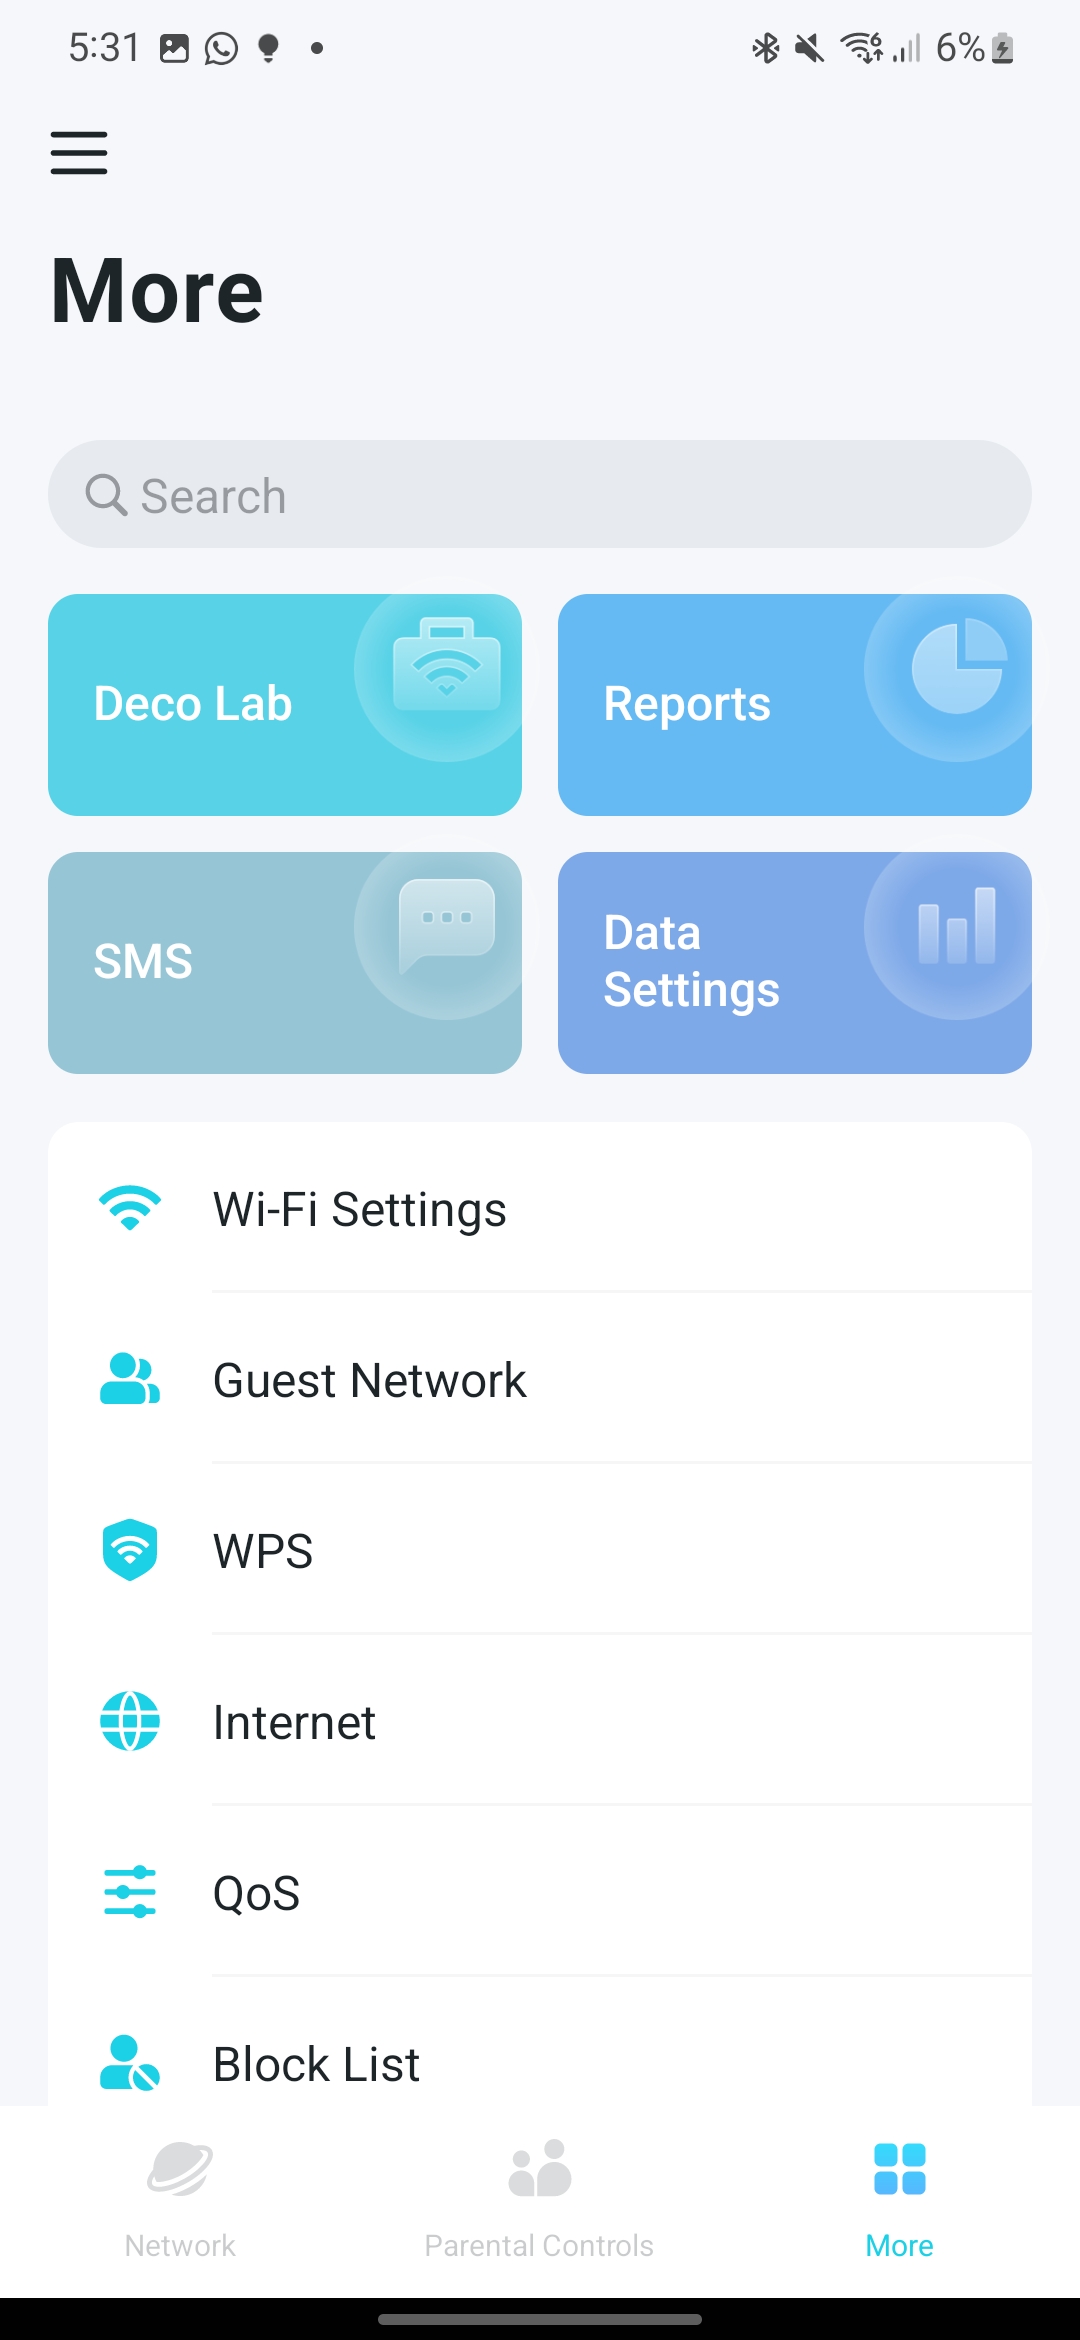 5:31
6%
More
Search
Deco Lab
Reports
SMS
Data
Settings
Wi-Fi Settings
Guest Network
WPS
Internet
QoS
Block List
Network
Parental Controls
More